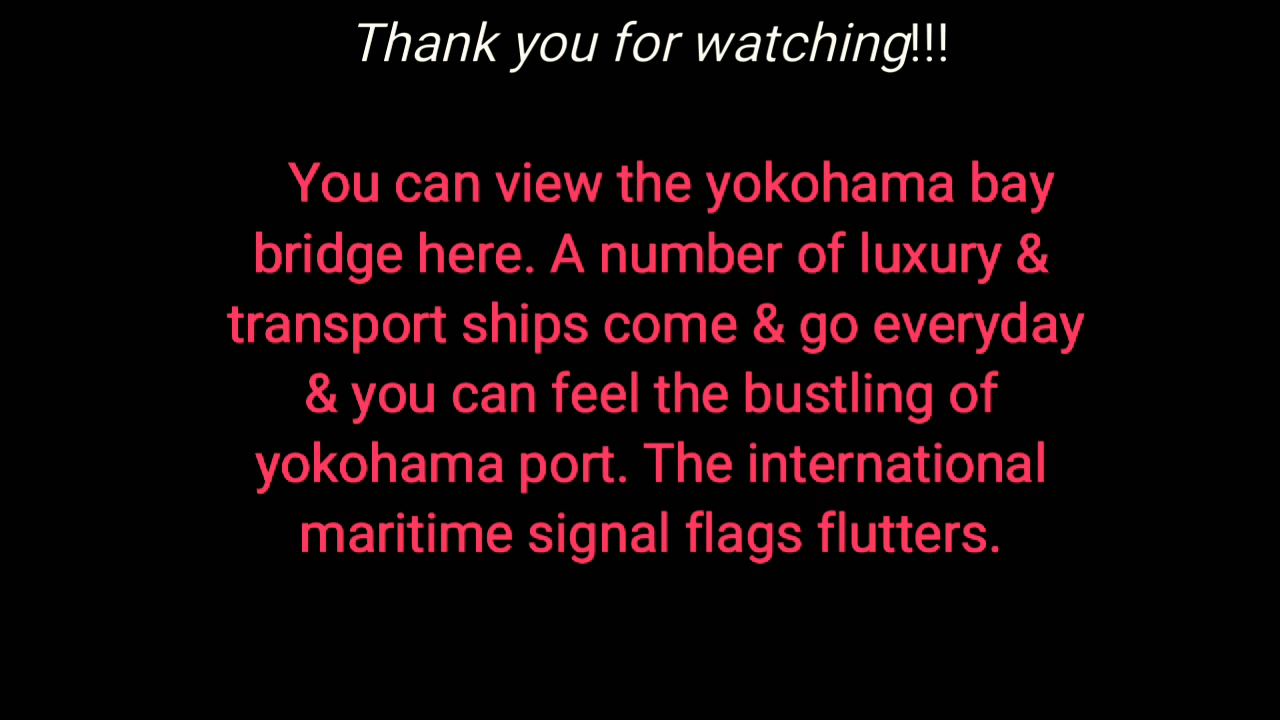 Thank you for watching!!!
You can view the yokohama bay
bridge here. A number of luxury &
transport ships come & go everyday
& you can feel the bustling of
yokohama port. The international
maritime signal flags flutters.